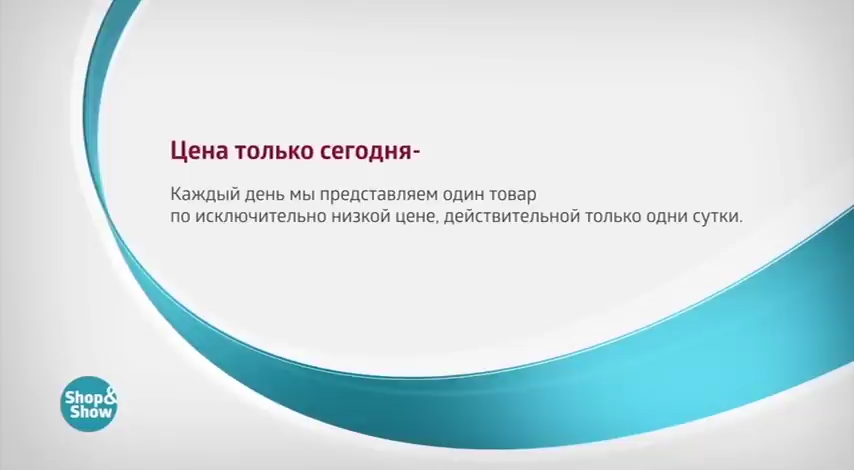 Цена только сегодня-
Каждый день мы представляем один товар
по исключительно низкой цене, действительной только одни сутки.
Shop&
Show